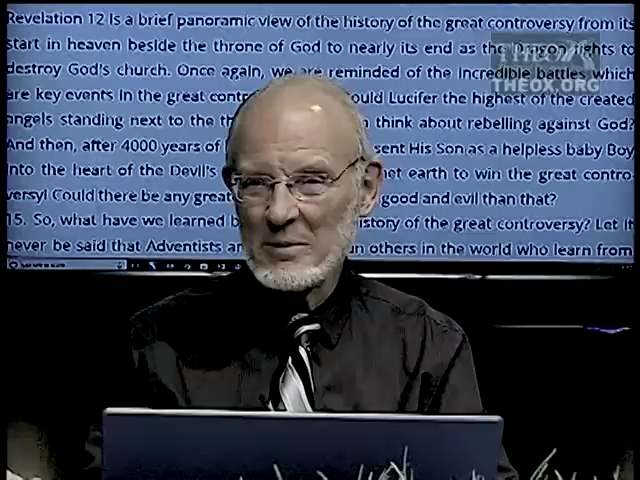 Revelation 12 is a brief panoramic view of the history of the great controversy from its
start in heaven beside the throne of God to nearly its end as the Dragon fights to
destroy God's church. Once again, we are reminded of the incredible battles which
are key events in the great contr ould Lucifer the highest of the created
angels standing next to the th think about rebelling against God?
And then, after 4000 years of sent His Son as a helpless baby Boy
into the heart of the Devil's et earth to win the great contro-
versy! Could there be any great good and evil than that?
15. So, what have we learned istory of the great controversy? Let it
never be said that Adventists a n others in the world who learn from
THEOX
THEOX.ORG